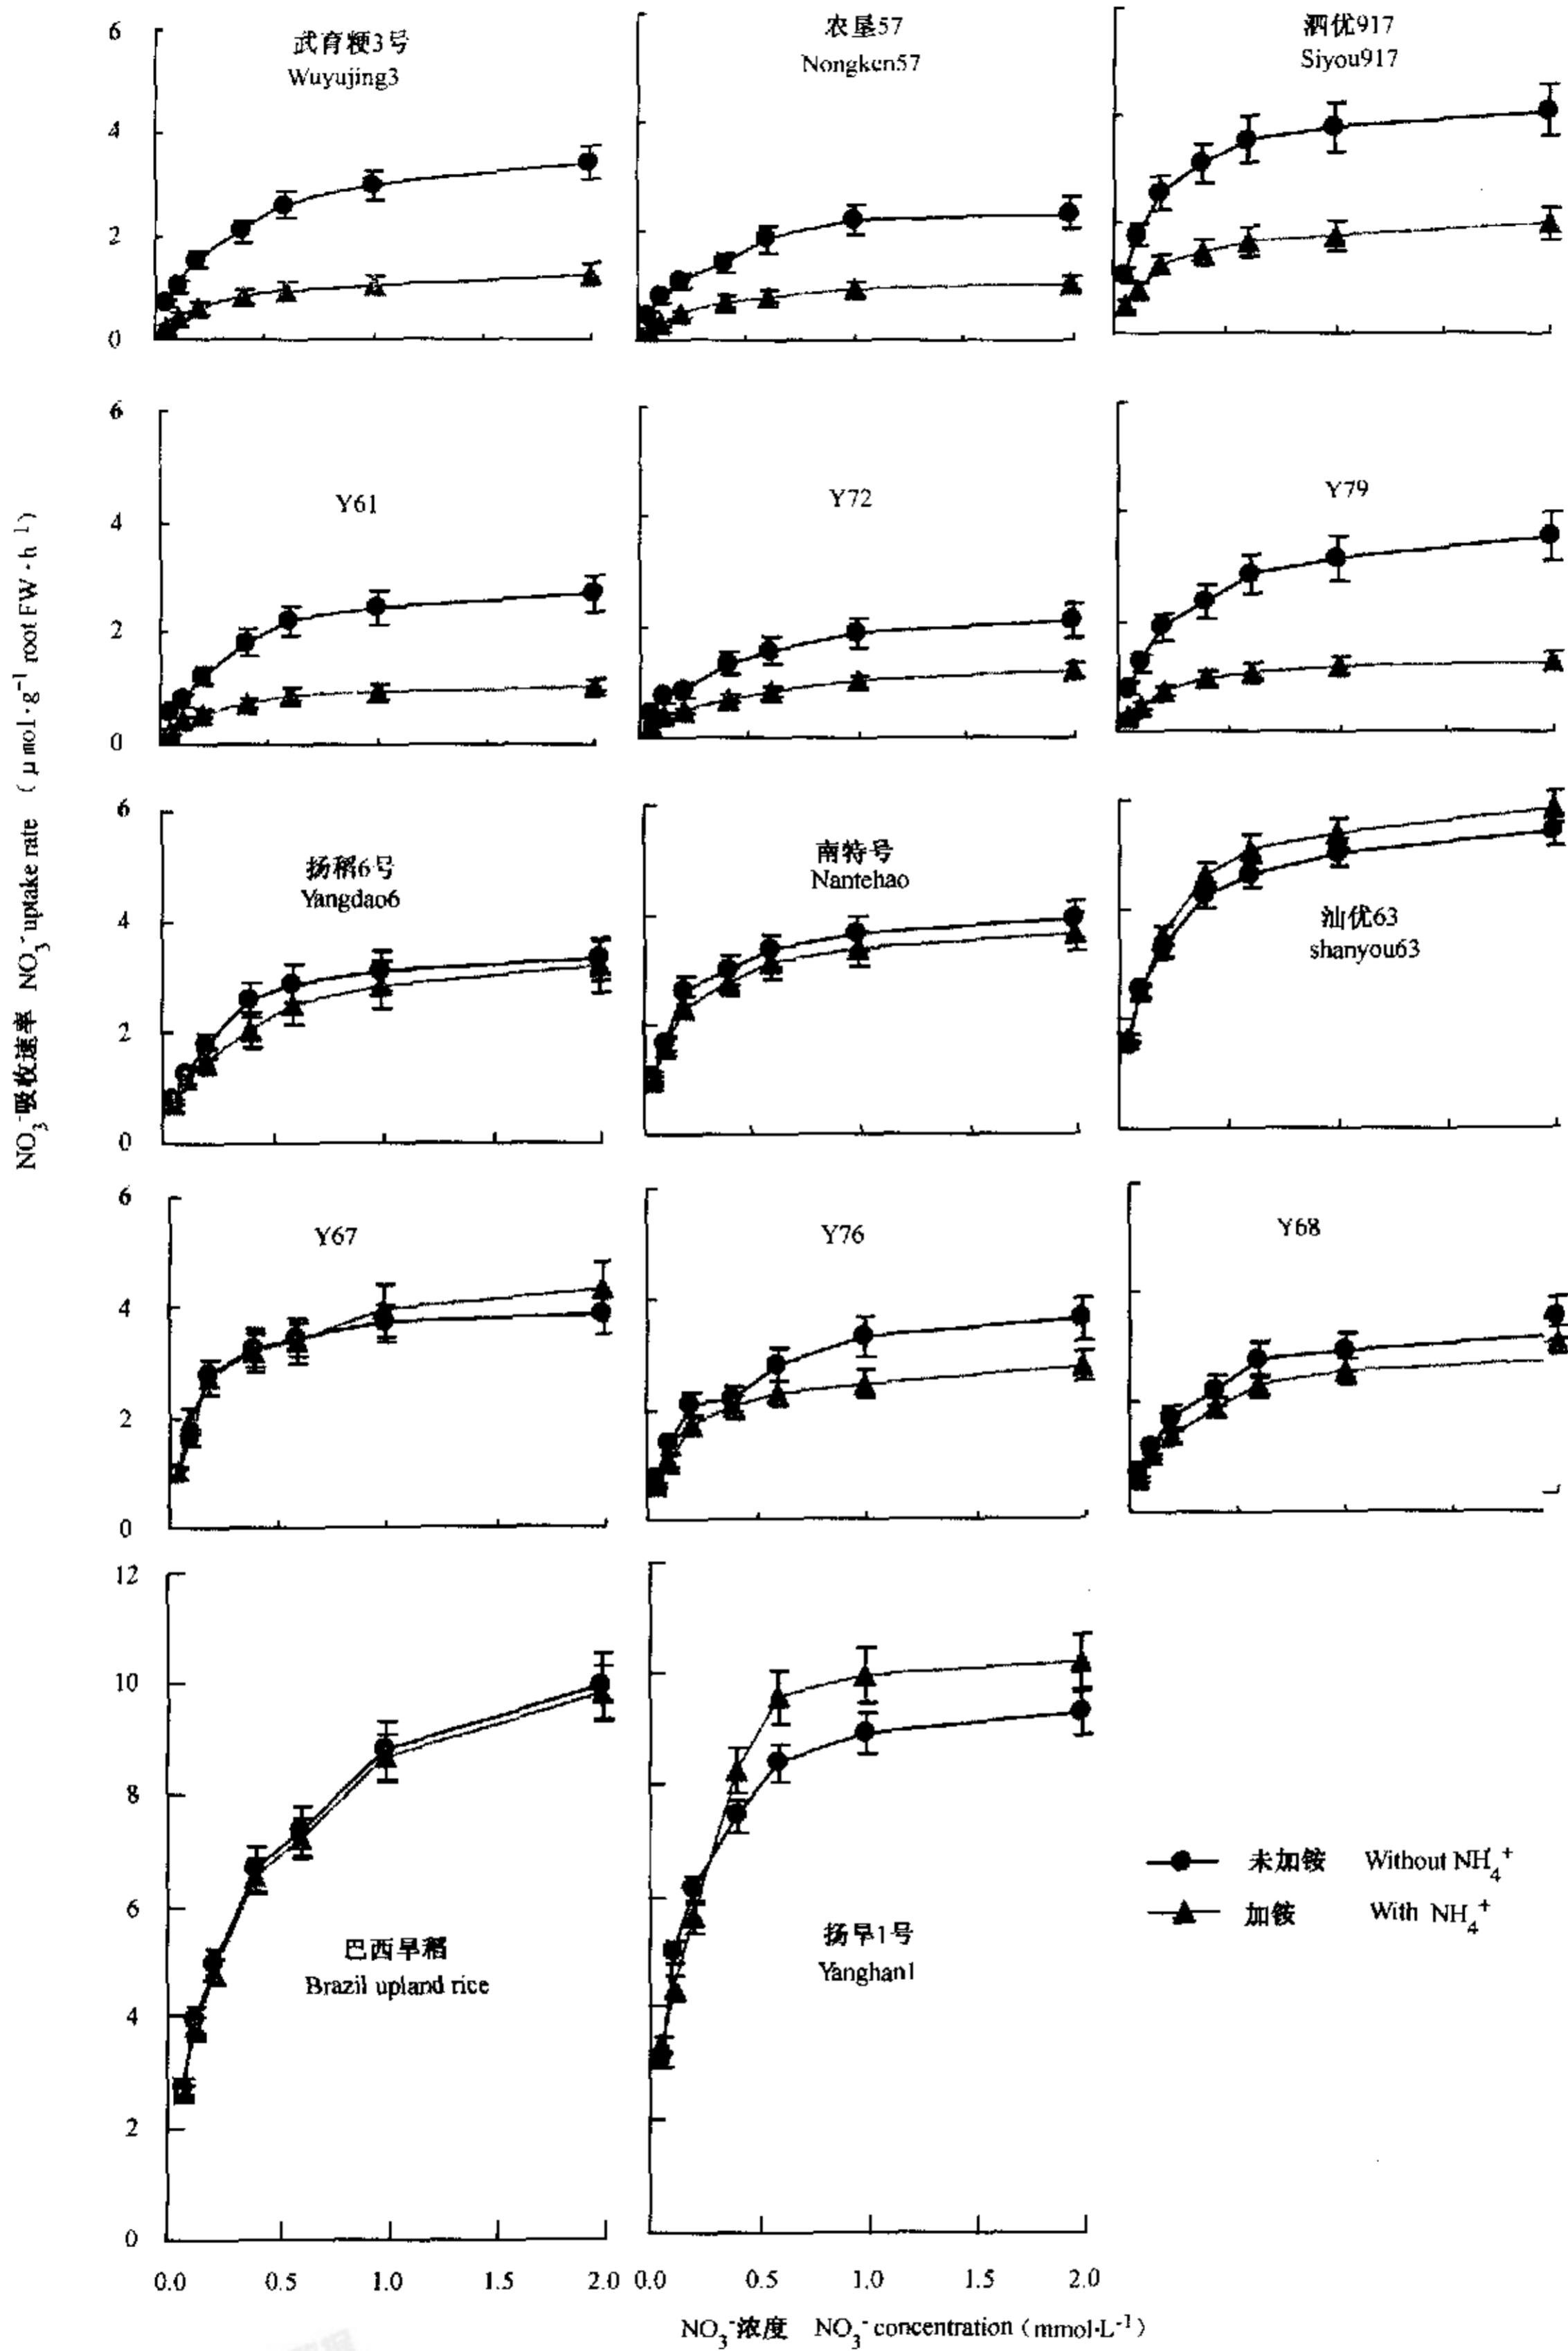 6
4
2
0
武育粳3号
Wuyujing3
农垦57
Nongken57
泗优917
Siyou917
6
4
2
0
Y61
Y72
Y79
6
4
2
0
扬稻6号
Yangdao6
南特号
Nantehao
汕优63
shanyou63
6
4
2
0
Y67
Y76
Y68
12
10
8
6
4
2
0
巴西旱稻
Brazil upland rice
扬旱1号
Yanghan1
未加铵 Without NH₄⁺
加铵 With NH₄⁺
0.0 0.5 1.0 1.5 2.0 0.0 0.5 1.0 1.5 2.0
NO₃⁻浓度 NO₃⁻ concentration (mmol·L⁻¹)
NO₃⁻吸收速率 NO₃⁻ uptake rate (μmol·g⁻¹ root FW·h⁻¹)